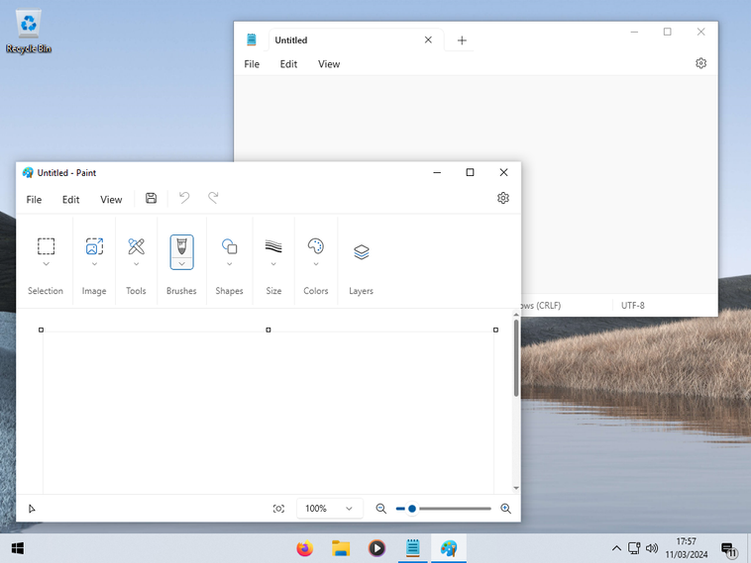 Recycle Bin
Untitled
File Edit View
Untitled - Paint
File Edit View
Selection Image Tools Brushes Shapes Size Colors Layers
(CRLF) UTF-8
100%
17:57
11/03/2024
11